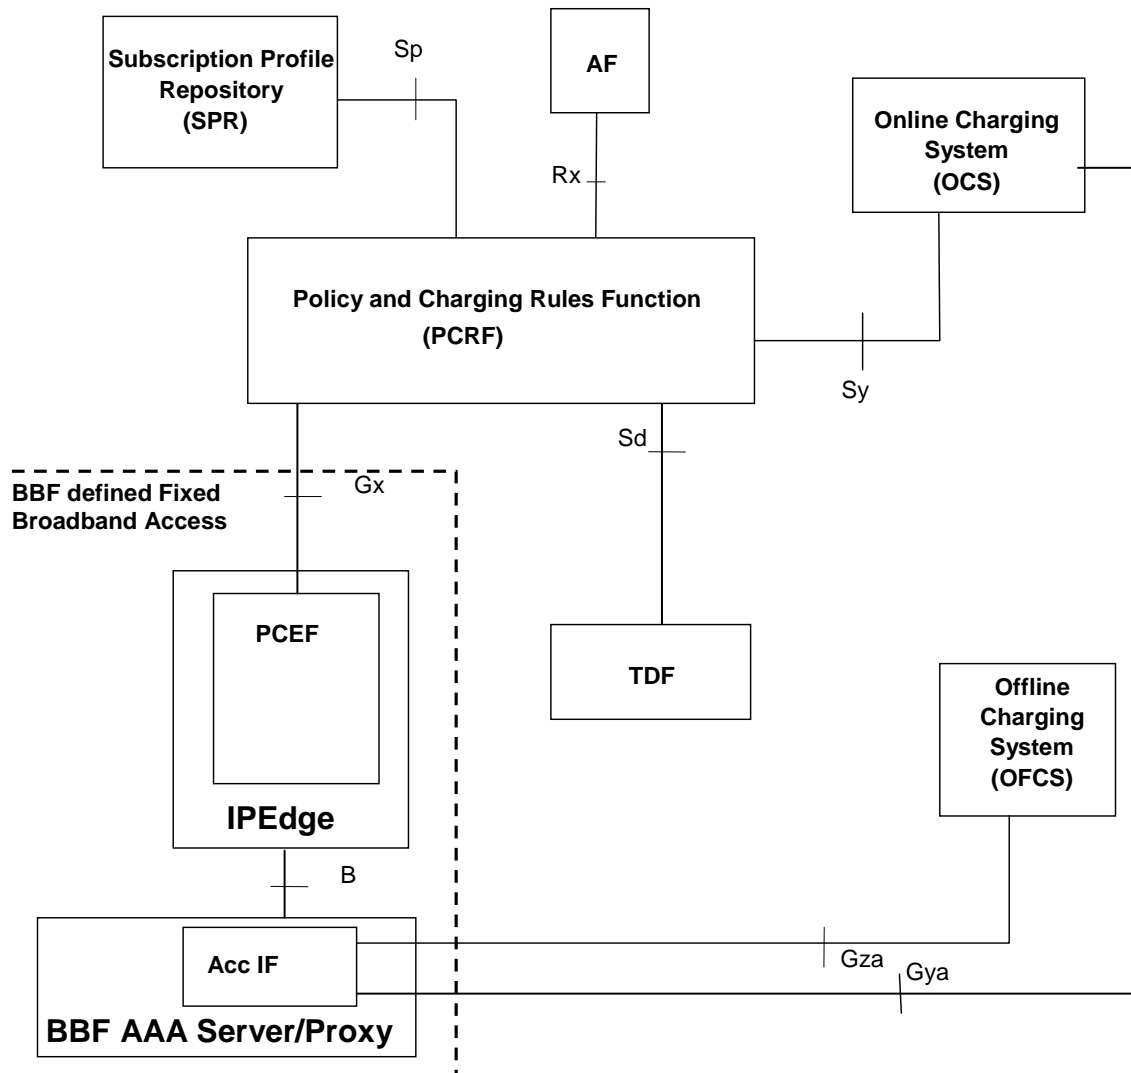 Subscription Profile
Repository
(SPR)
Sp
AF
Online Charging
System
(OCS)
Rx
Policy and Charging Rules Function
(PCRF)
Sy
Sd
Gx
BBF defined Fixed
Broadband Access
PCEF
TDF
Offline
Charging
System
(OFCS)
IPEdge
B
Acc IF
Gza
Gya
BBF AAA Server/Proxy